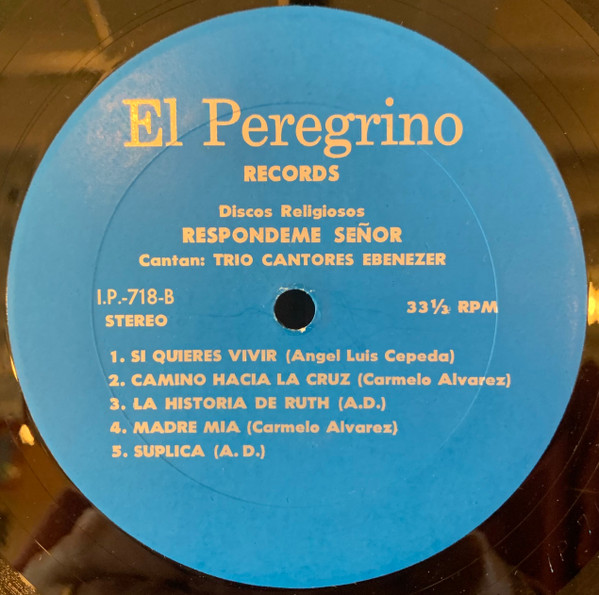 El Peregrino
RECORDS
Discos Religiosos
RESPONDEME SEÑOR
Cantan: TRIO CANTORES EBENEZER
I.P.-718-B
33⅓ RPM
STEREO
1. SI QUIERES VIVIR (Angel Luis Cepeda)
2. CAMINO HACIA LA CRUZ (Carmelo Alvarez)
3. LA HISTORIA DE RUTH (A.D.)
4. MADRE MIA (Carmelo Alvarez)
5. SUPLICA (A.D.)